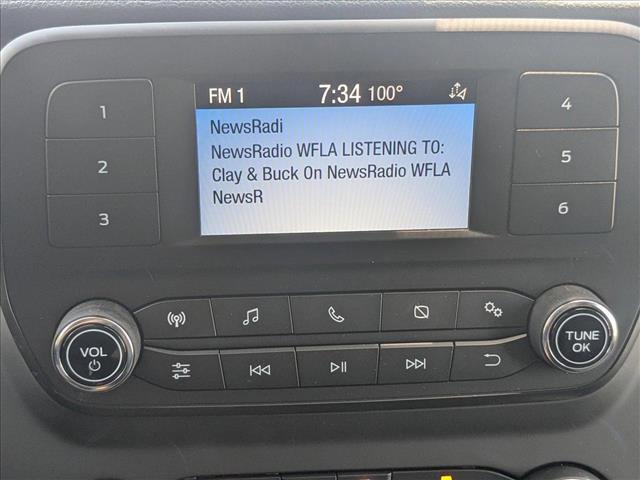 FM 1 7:34 100°
NewsRadi
NewsRadio WFLA LISTENING TO:
Clay & Buck On NewsRadio WFLA
NewsR
1
2
3
4
5
6
VOL
TUNE
OK